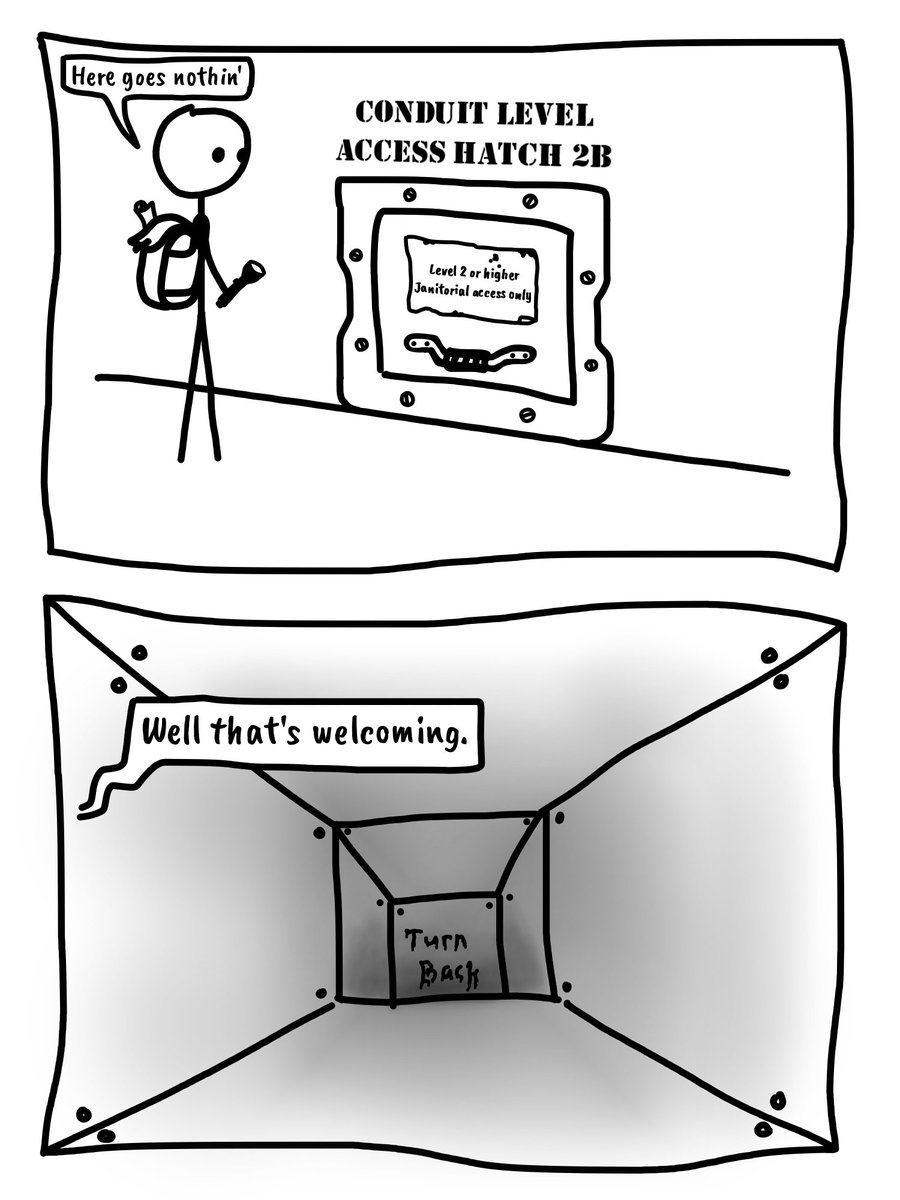 Here goes nothin'
CONDUIT LEVEL
ACCESS HATCH 2B
Level 2 or higher
Janitorial access only
Well that's welcoming.
Turn
Back